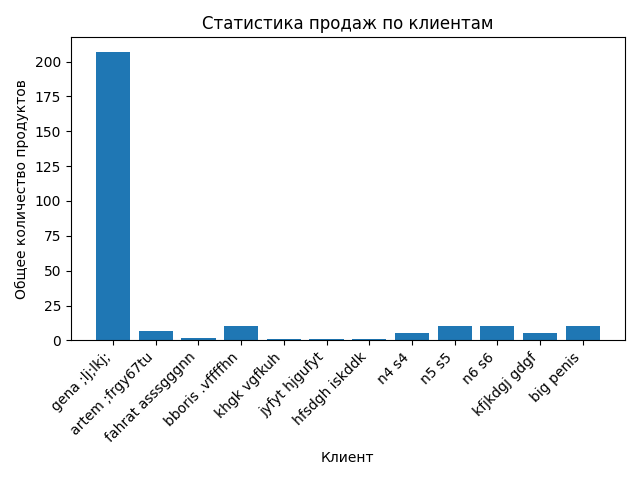 Статистика продаж по клиентам
Общее количество продуктов
200
175
150
125
100
75
50
25
0
gena ;lj;lkj;
artem ;frgy67tu
fahrat asssgggnn
bboris .vffffhn
khgk vgfkuh
jyfyt hjgufyt
hfsdgh iskddk
n4 s4
n5 s5
n6 s6
kfjkdgj gdgf
big penis
Клиент